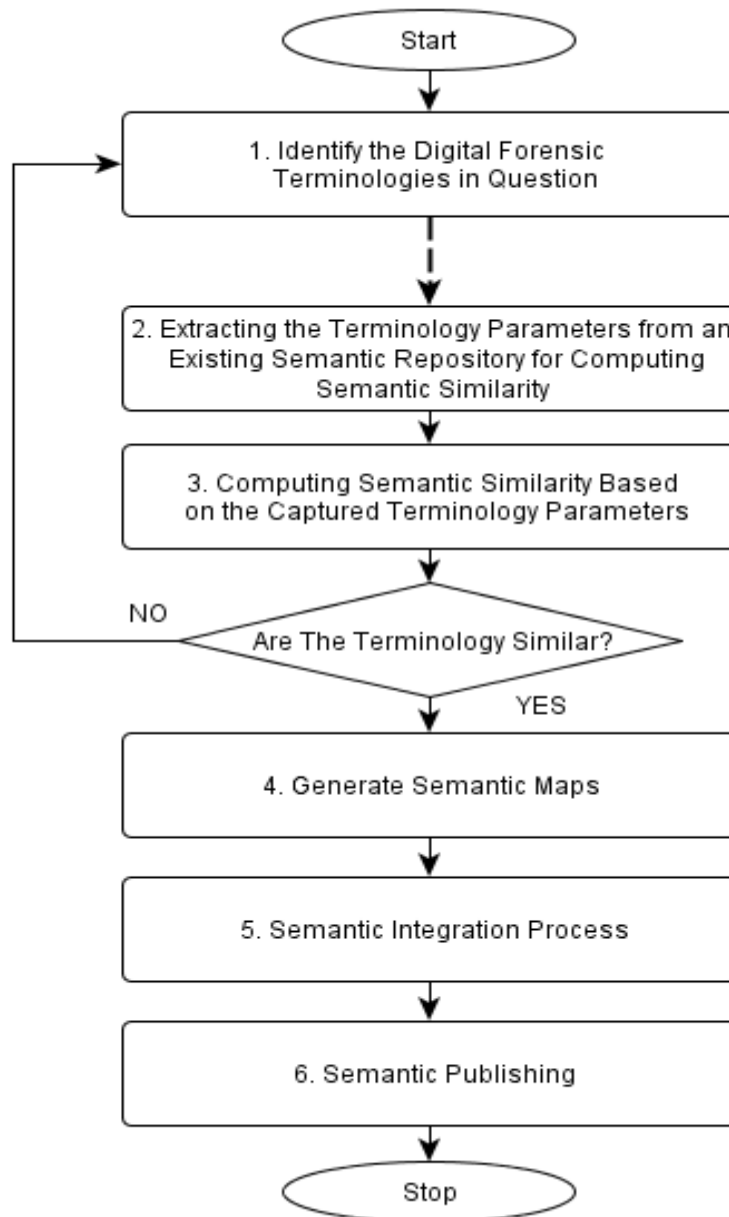 Start
1. Identify the Digital Forensic
Terminologies in Question
2. Extracting the Terminology Parameters from an
Existing Semantic Repository for Computing
Semantic Similarity
3. Computing Semantic Similarity Based
on the Captured Terminology Parameters
NO
Are The Terminology Similar?
YES
4. Generate Semantic Maps
5. Semantic Integration Process
6. Semantic Publishing
Stop